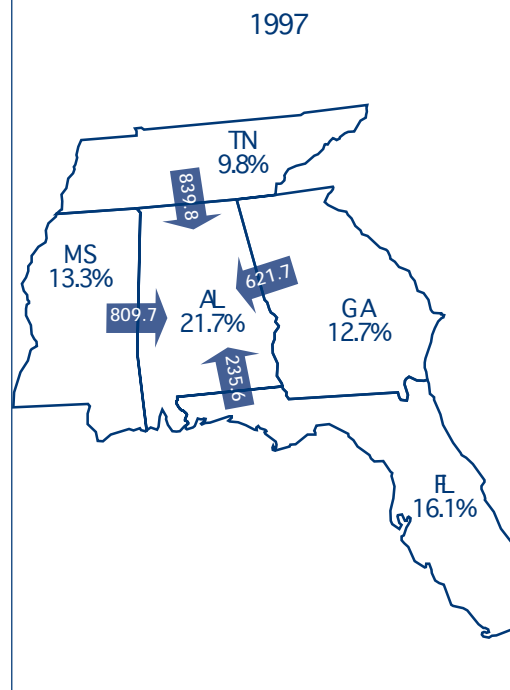 1997
TN
9.8%
839.8
MS
13.3%
621.7
809.7
AL
21.7%
GA
12.7%
235.6
FL
16.1%